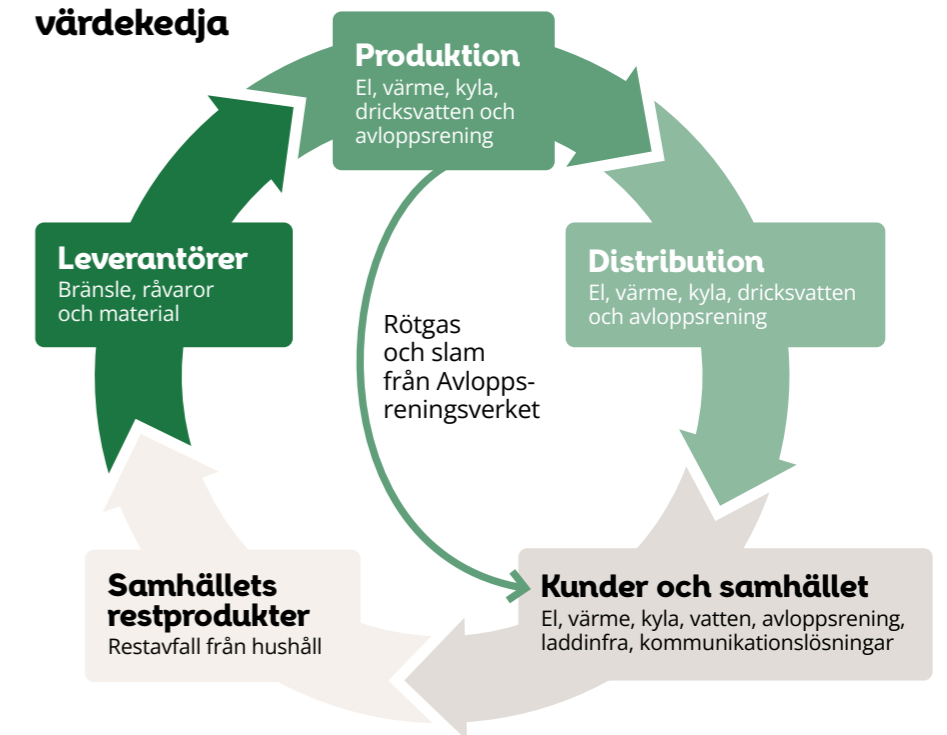 värdekedja
Produktion
El, värme, kyla,
dricksvatten och
avloppsrening
Leverantörer
Bränsle, råvaror
och material
Distribution
El, värme, kyla, dricksvatten
och avloppsrening
Rötgas
och slam
från Avlopps-
reningsverket
Samhällets
restprodukter
Restavfall från hushåll
Kunder och samhället
El, värme, kyla, vatten, avloppsrening,
laddinfra, kommunikationslösningar